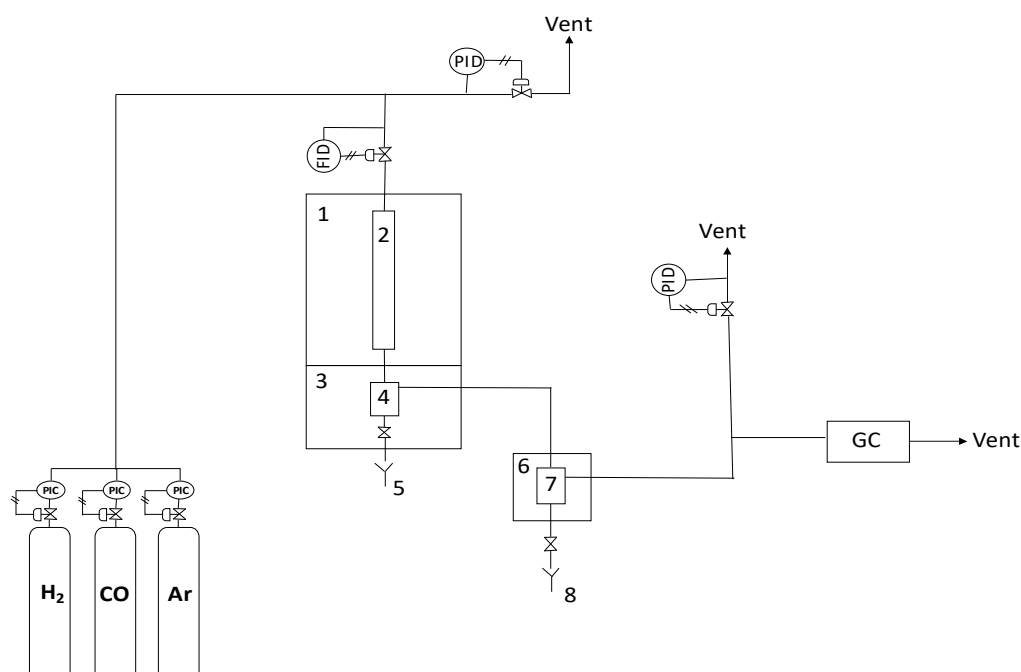 Vent
PID
FID
1
2
Vent
PID
3
4
GC
Vent
6
7
5
PIC
PIC
PIC
8
H₂
CO
Ar